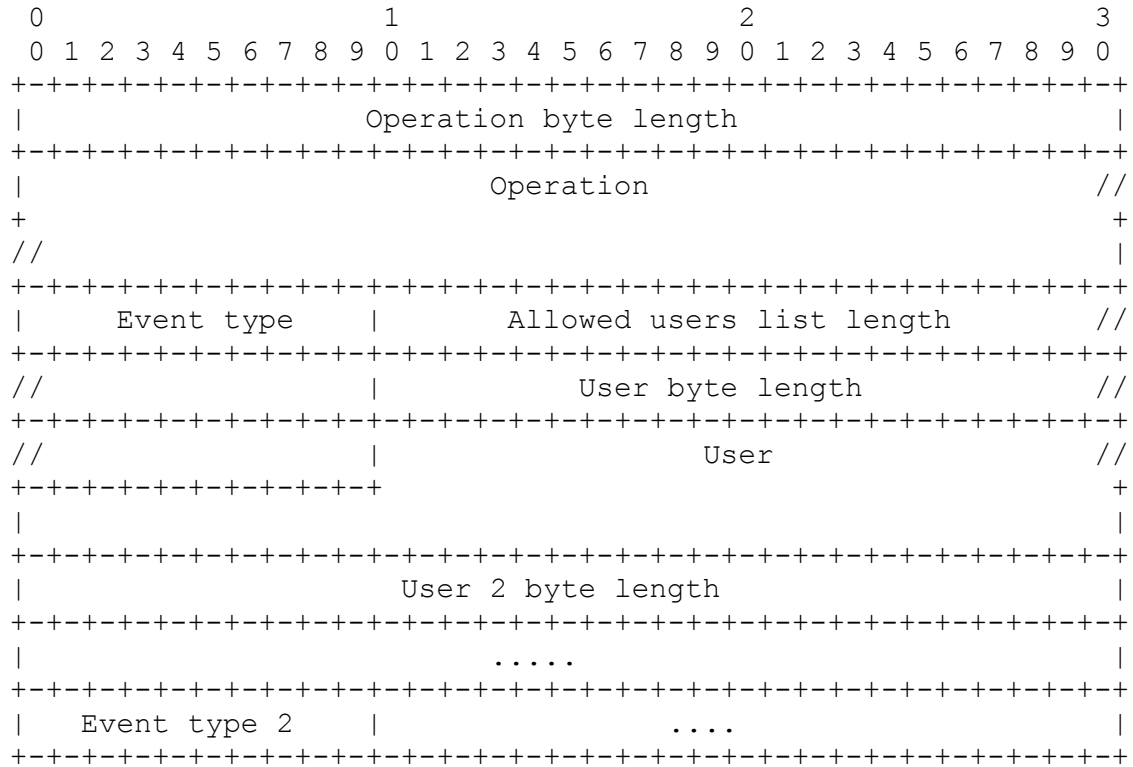 0                   1                   2                   3
 0 1 2 3 4 5 6 7 8 9 0 1 2 3 4 5 6 7 8 9 0 1 2 3 4 5 6 7 8 9 0
+-+-+-+-+-+-+-+-+-+-+-+-+-+-+-+-+-+-+-+-+-+-+-+-+-+-+-+-+-+-+-+
|                   Operation byte length                     |
+-+-+-+-+-+-+-+-+-+-+-+-+-+-+-+-+-+-+-+-+-+-+-+-+-+-+-+-+-+-+-+
|                          Operation                         //
+                                                             +
//                                                            |
+-+-+-+-+-+-+-+-+-+-+-+-+-+-+-+-+-+-+-+-+-+-+-+-+-+-+-+-+-+-+-+
|     Event type    |       Allowed users list length        //
+-+-+-+-+-+-+-+-+-+-+-+-+-+-+-+-+-+-+-+-+-+-+-+-+-+-+-+-+-+-+-+
//                  |           User byte length             //
+-+-+-+-+-+-+-+-+-+-+-+-+-+-+-+-+-+-+-+-+-+-+-+-+-+-+-+-+-+-+-+
//                  |                  User                  //
+-+-+-+-+-+-+-+-+-+-+                                         +
|                                                             |
+-+-+-+-+-+-+-+-+-+-+-+-+-+-+-+-+-+-+-+-+-+-+-+-+-+-+-+-+-+-+-+
|                     User 2 byte length                      |
+-+-+-+-+-+-+-+-+-+-+-+-+-+-+-+-+-+-+-+-+-+-+-+-+-+-+-+-+-+-+-+
|                          .....                              |
+-+-+-+-+-+-+-+-+-+-+-+-+-+-+-+-+-+-+-+-+-+-+-+-+-+-+-+-+-+-+-+
|   Event type 2    |                ....                     |
+-+-+-+-+-+-+-+-+-+-+-+-+-+-+-+-+-+-+-+-+-+-+-+-+-+-+-+-+-+-+-+